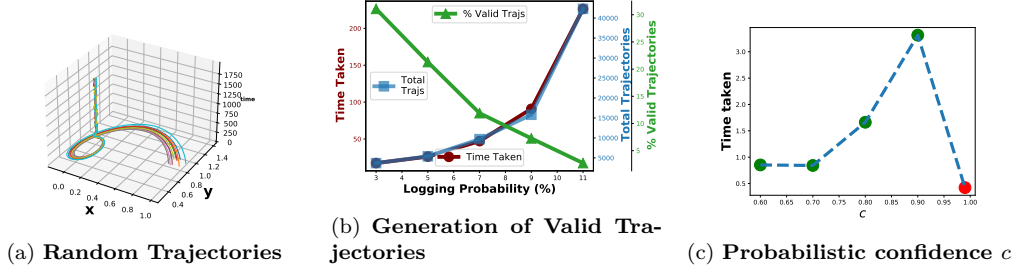 1750
1500
1250
1000
750
500
250
0
time
0.0
0.2
0.4
0.6
0.8
1.0
x
0.4
0.6
0.8
1.0
1.2
1.4
y
(a) Random Trajectories
% Valid Trajs
Total
Trajs
Time Taken
200
150
100
50
Time Taken
40000
35000
30000
25000
20000
15000
10000
5000
Total Trajectories
30
25
20
15
10
5
% Valid Trajectories
3 4 5 6 7 8 9 10 11
Logging Probability (%)
(b) Generation of Valid Tra-
jectories
3.0
2.5
2.0
1.5
1.0
0.5
Time taken
0.60 0.65 0.70 0.75 0.80 0.85 0.90 0.95 1.00
c
(c) Probabilistic confidence c